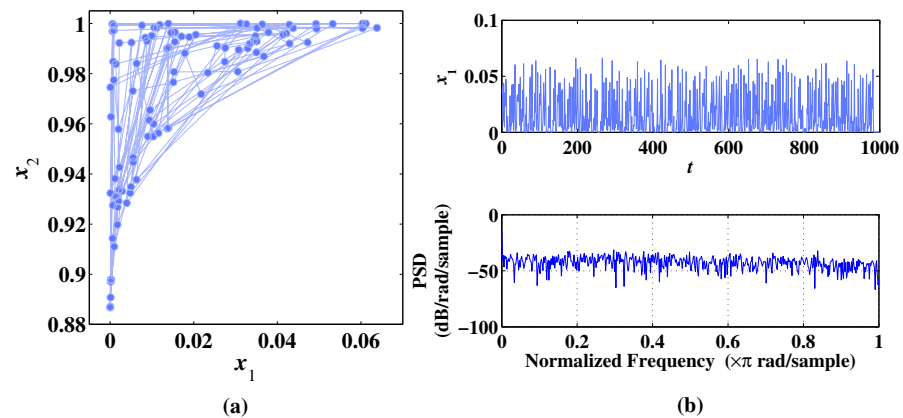 (a)
1
0.98
0.96
0.94
0.92
0.9
0.88
x2
0 0.02 0.04 0.06
x1
(a)
(b)
0.1
0.05
0
x1
0 200 400 600 800 1000
t
0
−50
−100
PSD
(dB/rad/sample)
0 0.2 0.4 0.6 0.8 1
Normalized Frequency (×π rad/sample)
(b)